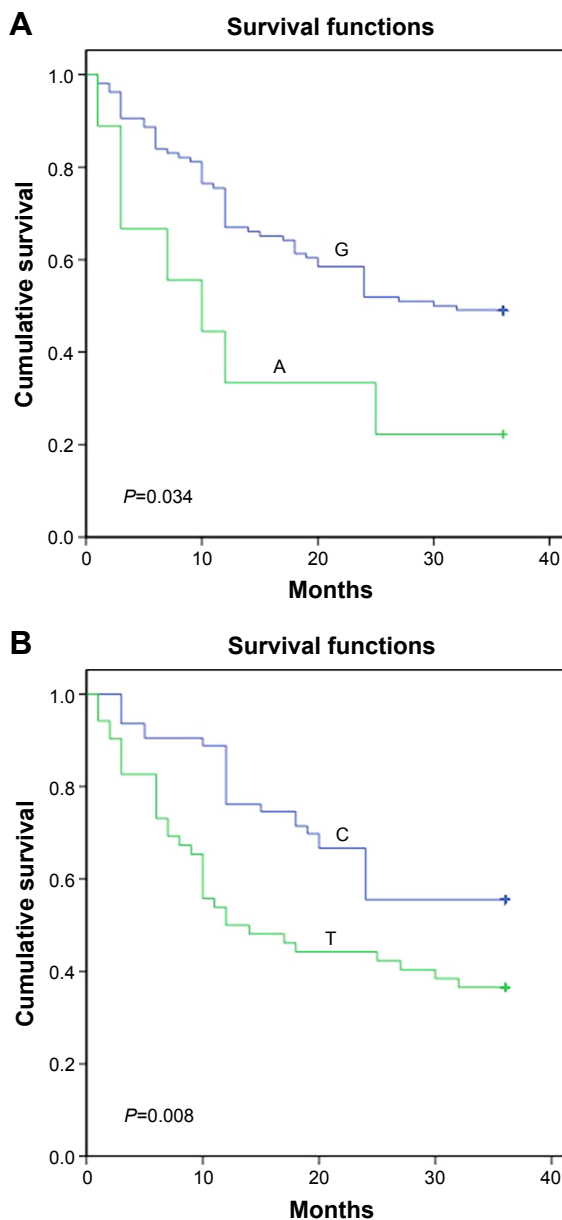 A
Survival functions
Cumulative survival
1.0
0.8
0.6
0.4
0.2
0.0
G
A
P=0.034
0 10 20 30 40
Months
B
Survival functions
Cumulative survival
1.0
0.8
0.6
0.4
0.2
0.0
C
T
P=0.008
0 10 20 30 40
Months